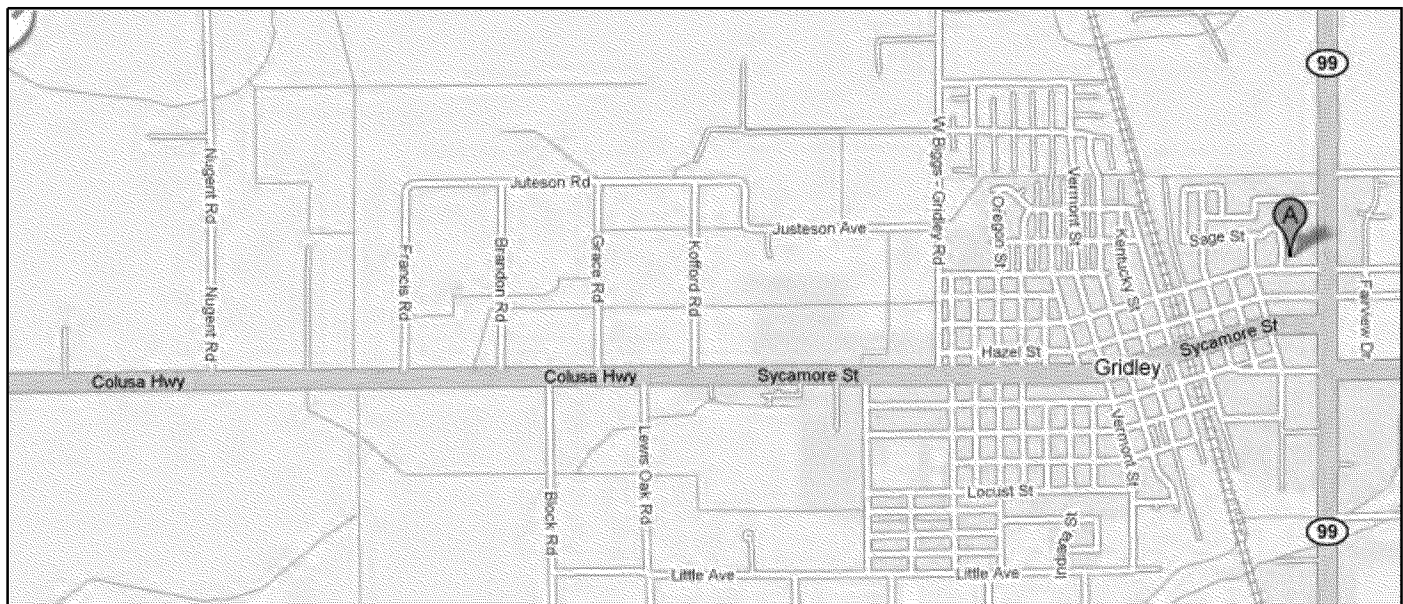 99
Nugent Rd
W Biggs - Gridley Rd
Juteson Rd
Vermont St
Oregon St
A
Justeson Ave
Kentucky St
Sage St
Francis Rd
Brandon Rd
Grace Rd
Kofford Rd
Nugent Rd
Fairview Dr
Sycamore St
Hazel St
Gridley
Colusa Hwy
Colusa Hwy
Sycamore St
Lewis Oak Rd
Vermont St
Block Rd
Locust St
Indiana St
99
Little Ave
Little Ave